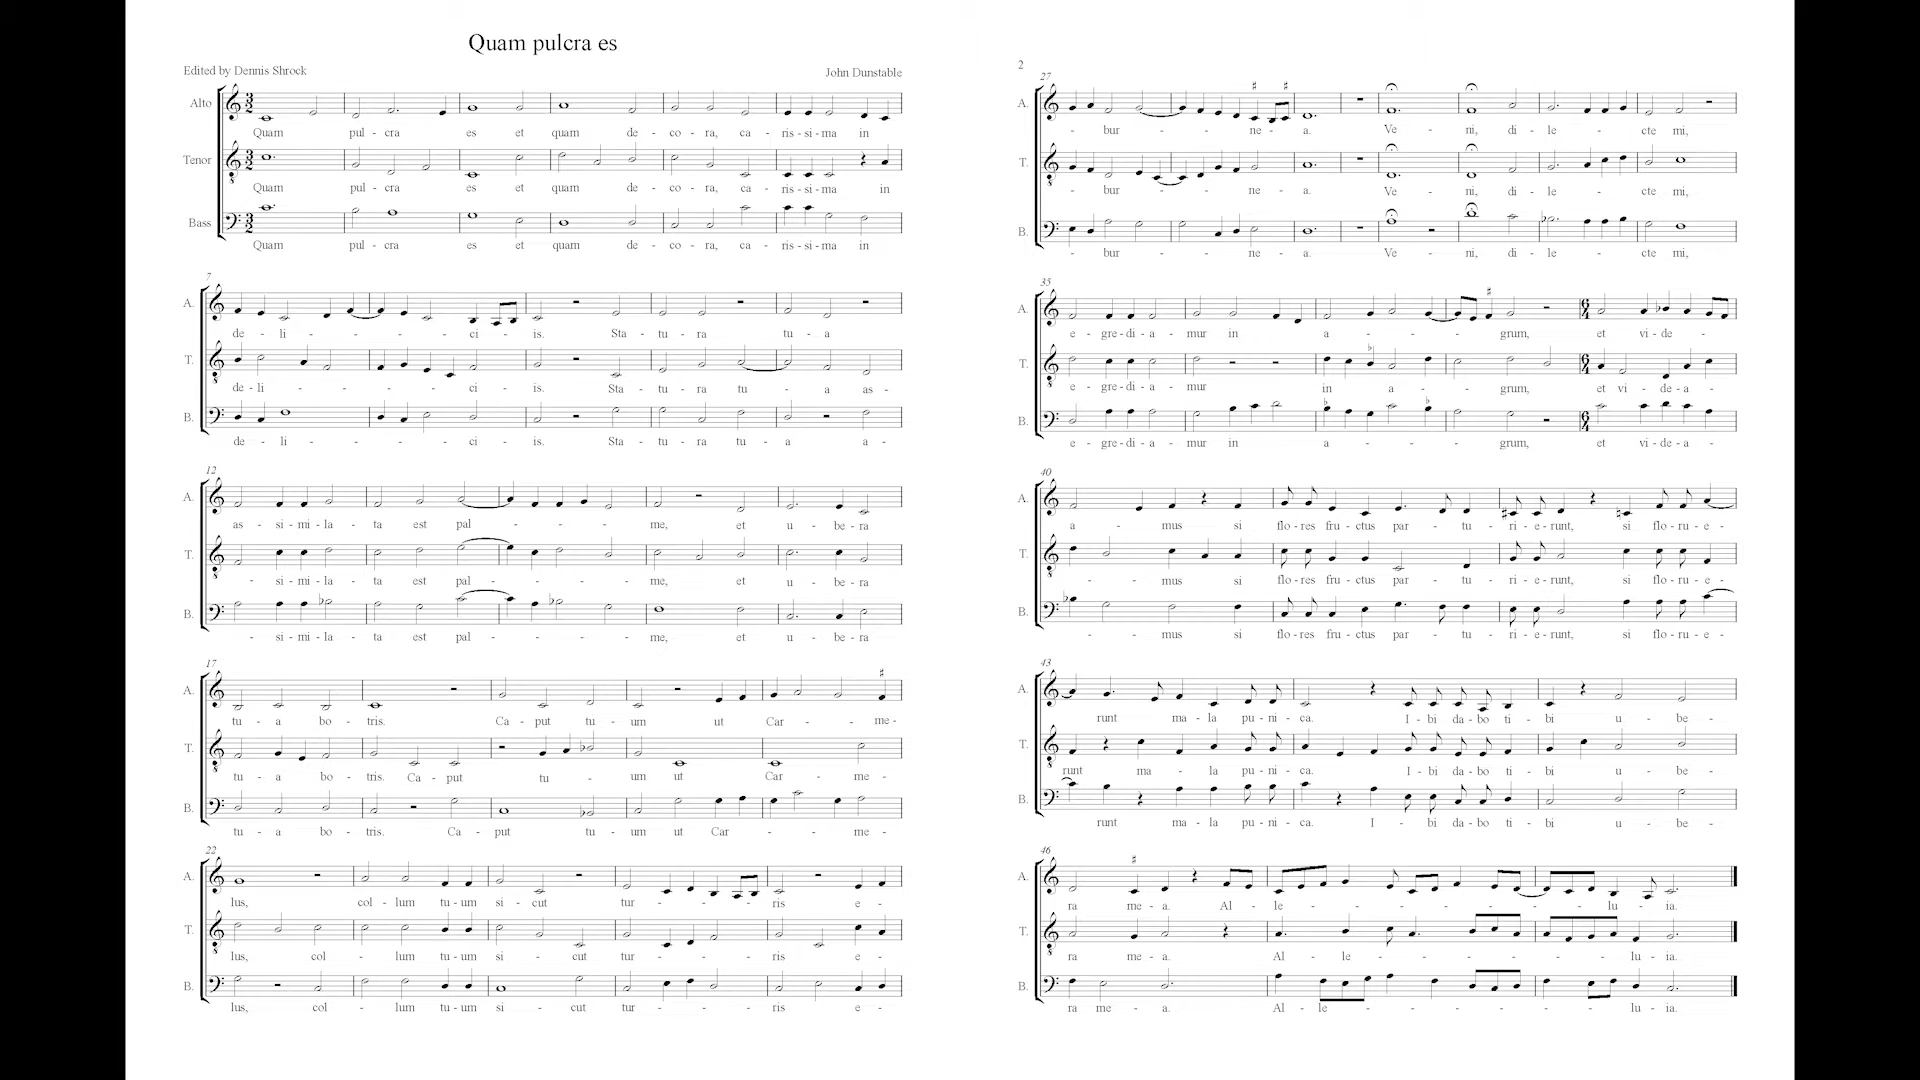 Quam pulcra es
Edited by Dennis Shrock
John Dunstable
Alto
Quam pul - cra es et quam de - co - ra, ca - ris - si - ma in
Tenor
Quam pul - cra es et quam de - co - ra, ca - ris - si - ma in
Bass
Quam pul - cra es et quam de - co - ra, ca - ris - si - ma in
7
A.
de - li - - - - ci - is. Sta - tu - ra tu - a
T.
de - li - - - - ci - is. Sta - tu - ra tu - a as -
B.
de - li - - - - ci - is. Sta - tu - ra tu - a a -
12
A.
as - si - mi - la - ta est pal - - - - me, et u - be - ra
T.
- si - mi - la - ta est pal - - - - me, et u - be - ra
B.
- si - mi - la - ta est pal - - - - me, et u - be - ra
17
A.
tu - a bo - tris. Ca - put tu - um ut Car - - me -
T.
tu - a bo - tris. Ca - put tu - um ut Car - me -
B.
tu - a bo - tris. Ca - put tu - um ut Car - - - me -
22
A.
lus, col - lum tu - um si - cut tur - - - - ris e -
T.
lus, col - lum tu - um si - cut tur - - - ris e -
B.
lus, col - lum tu - um si - cut tur - - - ris e -
2
27
A.
- bur - - ne - a. Ve - ni, di - le - cte mi,
T.
- bur - - ne - a. Ve - ni, di - le - cte mi,
B.
- bur - - ne - a. Ve - ni, di - le - cte mi,
35
A.
e - gre - di - a - mur in a - - - grum, et vi - de -
T.
e - gre - di - a - mur in a - - grum, et vi - de - a -
B.
e - gre - di - a - mur in a - - - grum, et vi - de - a -
40
A.
a - - mus si flo - res fru - ctus par - tu - ri - e - runt, si flo - ru - e -
T.
- - mus si flo - res fru - ctus par - tu - ri - e - runt, si flo - ru - e -
B.
- - mus si flo - res fru - ctus par - tu - ri - e - runt, si flo - ru - e -
43
A.
runt ma - la pu - ni - ca. I - bi da - bo ti - bi u - be -
T.
runt ma - la pu - ni - ca. I - bi da - bo ti - bi u - be -
B.
runt ma - la pu - ni - ca. I - bi da - bo ti - bi u - be -
46
A.
ra me - a. Al - le - - - - - - lu - ia.
T.
ra me - a. Al - le - - - - - lu - ia.
B.
ra me - a. Al - le - - - - - - lu - ia.